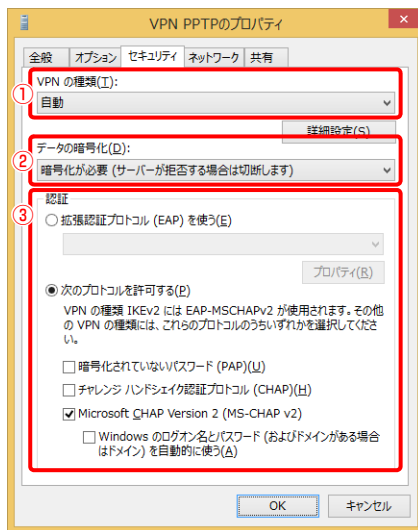 VPN PPTPのプロパティ
全般 オプション セキュリティ ネットワーク 共有
① VPN の種類(T):
自動
詳細設定(S)
② データの暗号化(D):
暗号化が必要 (サーバーが拒否する場合は切断します)
③ 認証
拡張認証プロトコル (EAP) を使う(E)
プロパティ(R)
次のプロトコルを許可する(P)
VPN の種類 IKEv2 には EAP-MSCHAPv2 が使用されます。その他
の VPN の種類には、これらのプロトコルのうちいずれかを選択してくださ
い。
暗号化されていないパスワード (PAP)(U)
チャレンジ ハンドシェイク認証プロトコル (CHAP)(H)
Microsoft CHAP Version 2 (MS-CHAP v2)
Windows のログオン名とパスワード (およびドメインがある場合
はドメイン) を自動的に使う(A)
OK キャンセル